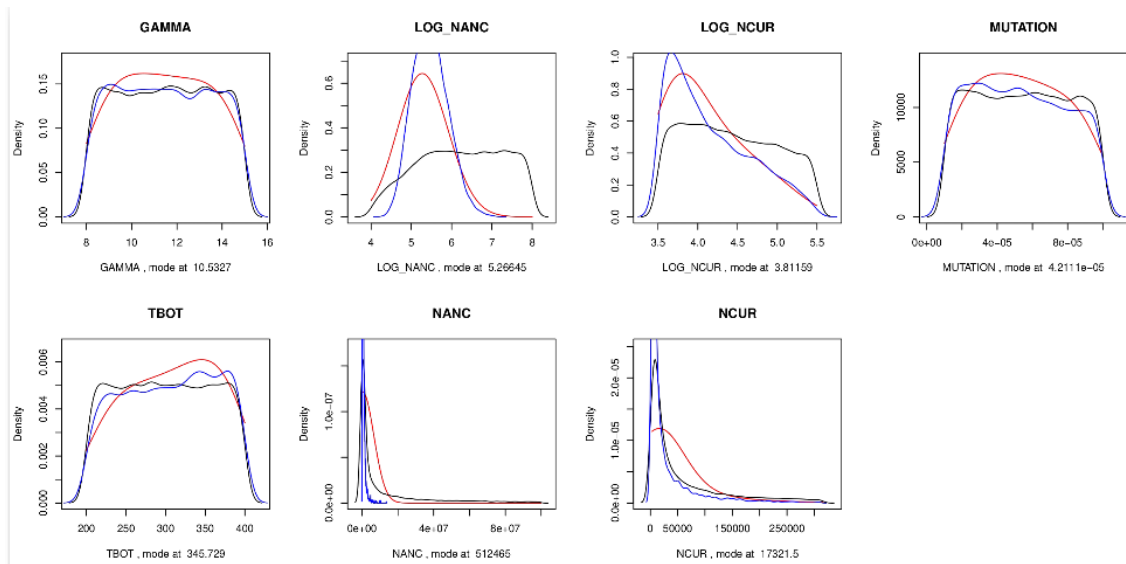 GAMMA
Density
0.00 0.05 0.10 0.15
8 10 12 14 16
GAMMA , mode at 10.5327
LOG_NANC
Density
0.0 0.2 0.4 0.6
4 5 6 7 8
LOG_NANC , mode at 5.26645
LOG_NCUR
Density
0.0 0.2 0.4 0.6 0.8 1.0
3.5 4.0 4.5 5.0 5.5
LOG_NCUR , mode at 3.81159
MUTATION
Density
0 5000 10000
0e+00 4e-05 8e-05
MUTATION , mode at 4.2111e-05
TBOT
Density
0.000 0.002 0.004 0.006
200 250 300 350 400
TBOT , mode at 345.729
NANC
Density
0.0e+00 1.0e-07
0e+00 4e+07 8e+07
NANC , mode at 512465
NCUR
Density
0.0e+00 1.0e-05 2.0e-05
0 50000 150000 250000
NCUR , mode at 17321.5